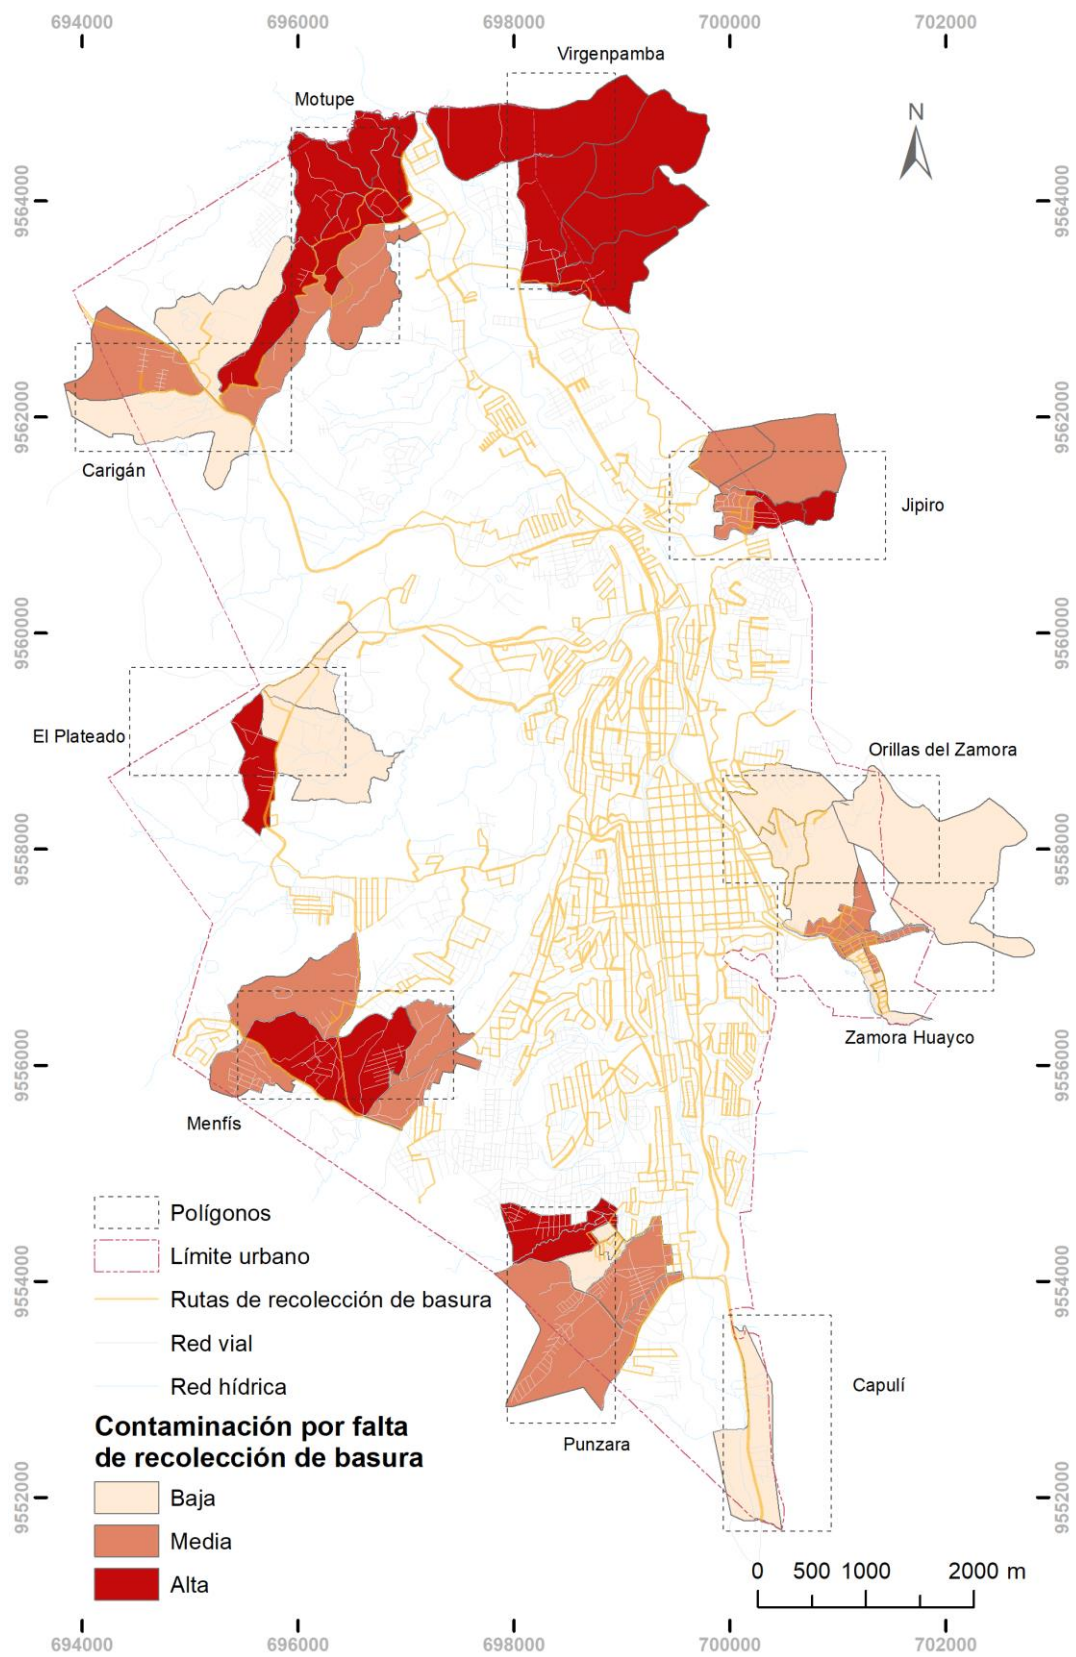 694000 696000 698000 700000 702000
Virgenpamba
Motupe
N
9564000 9564000
9562000 9562000
Carigán
Jipiro
9560000 9560000
El Plateado
Orillas del Zamora
9558000 9558000
Zamora Huayco
9556000 9556000
Menfís
Polígonos
Límite urbano
9554000 9554000
Rutas de recolección de basura
Red vial
Red hídrica
Capulí
Contaminación por falta
de recolección de basura
Punzara
9552000 9552000
Baja
Media
Alta
0 500 1000 2000 m
694000 696000 698000 700000 702000